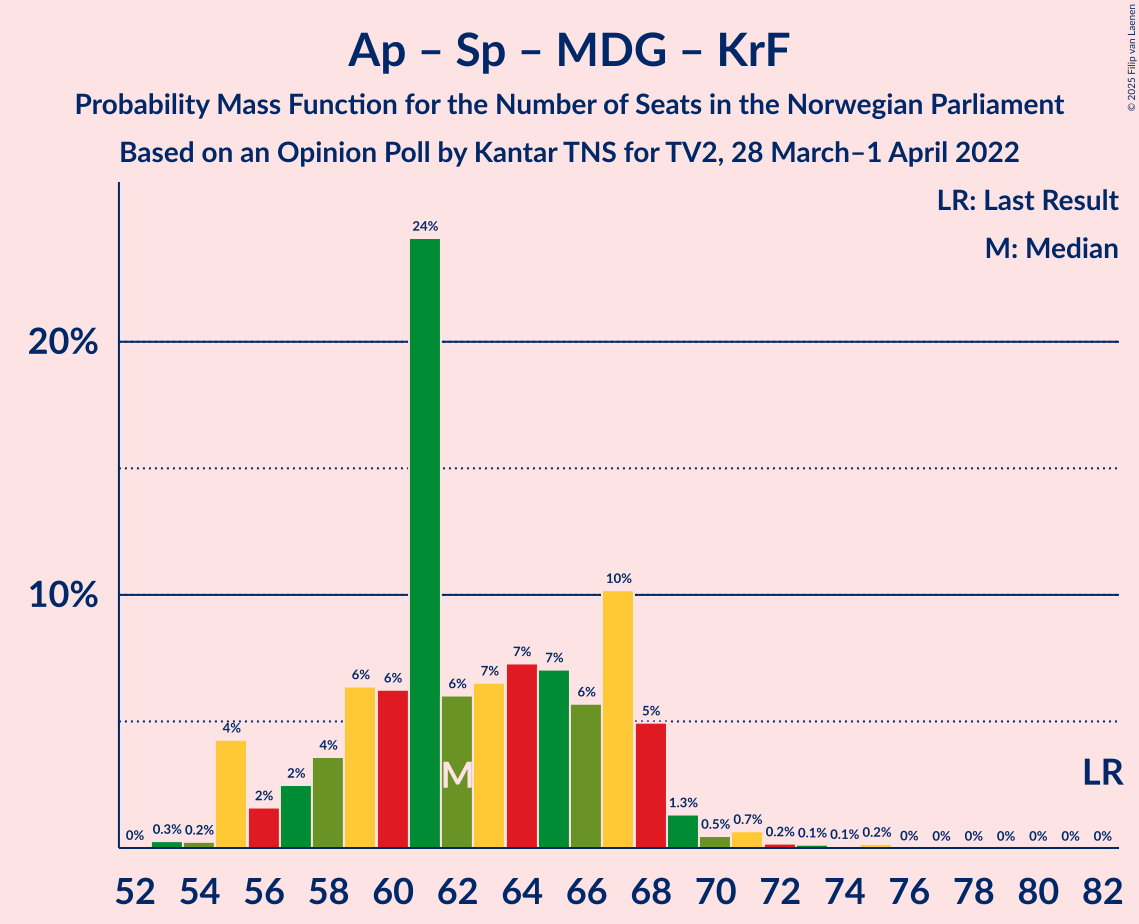 Ap – Sp – MDG – KrF
Probability Mass Function for the Number of Seats in the Norwegian Parliament
Based on an Opinion Poll by Kantar TNS for TV2, 28 March–1 April 2022
© 2025 Filip van Laenen
LR: Last Result
M: Median
20%
10%
0% 0.3% 0.2% 4% 2% 2% 4% 6% 6% 24% 6% 7% 7% 7% 6% 10% 5% 1.3% 0.5% 0.7% 0.2% 0.1% 0.1% 0.2% 0% 0% 0% 0% 0% 0% 0%
M
LR
52 54 56 58 60 62 64 66 68 70 72 74 76 78 80 82